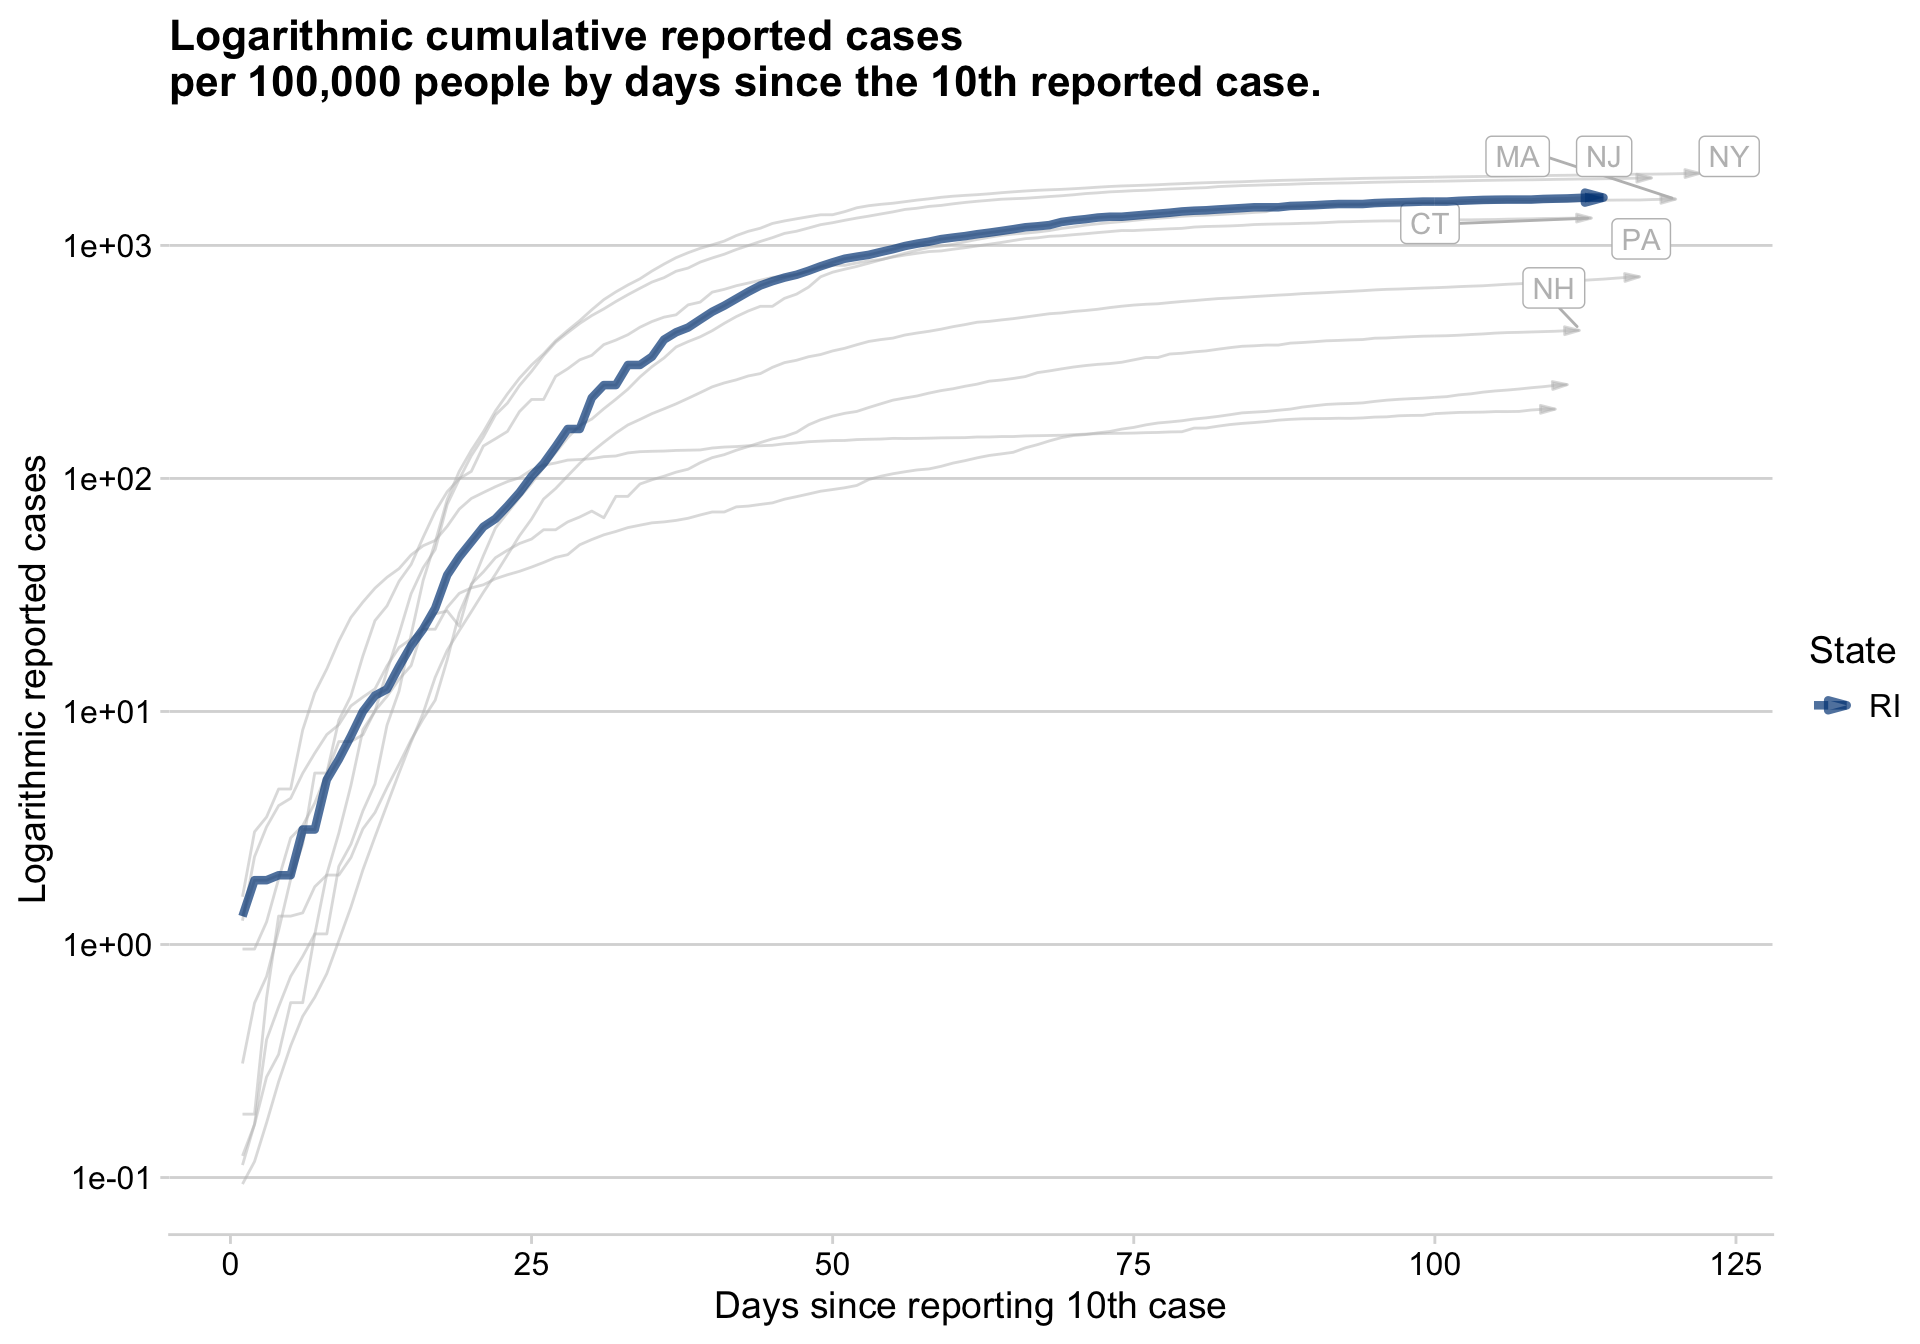 Logarithmic cumulative reported cases
per 100,000 people by days since the 10th reported case.
MA
NJ
NY
CT
PA
NH
1e+03
1e+02
1e+01
1e+00
1e-01
Logarithmic reported cases
0
25
50
75
100
125
Days since reporting 10th case
State
RI